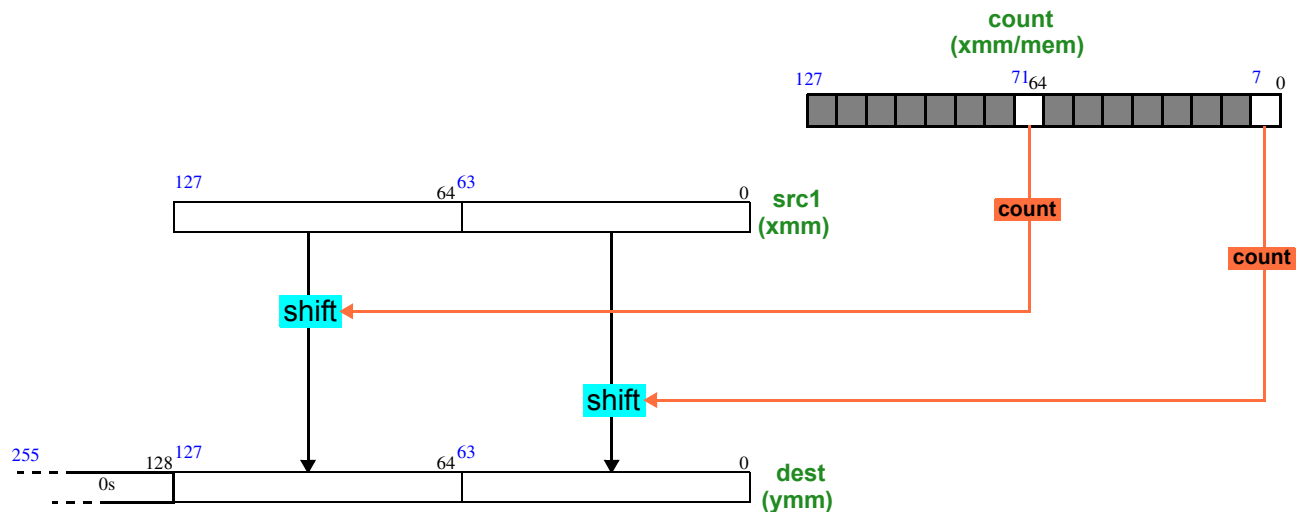 count
(xmm/mem)
127 71 64 7 0
127 64 63 0
src1
(xmm)
count
count
shift
shift
255 128 127 64 63 0
0s
dest
(ymm)